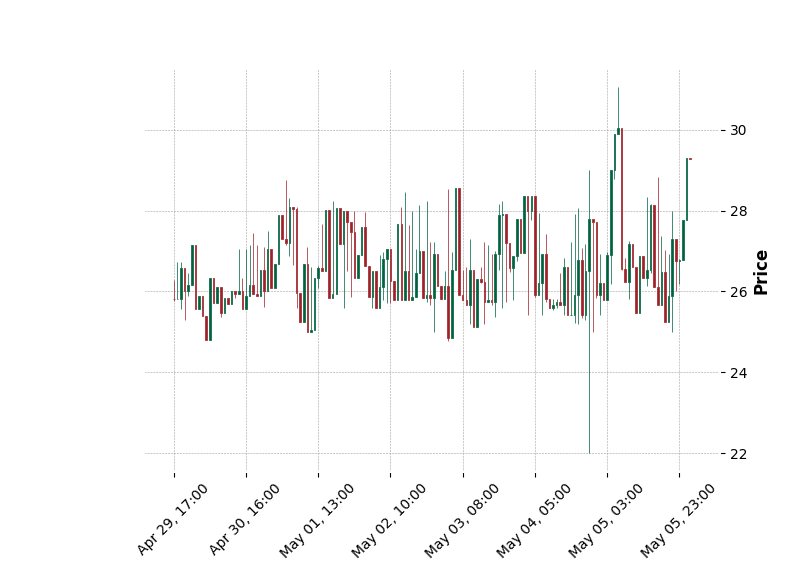 30
28
26
24
22
Price
Apr 29, 17:00
Apr 30, 16:00
May 01, 13:00
May 02, 10:00
May 03, 08:00
May 04, 05:00
May 05, 03:00
May 05, 23:00